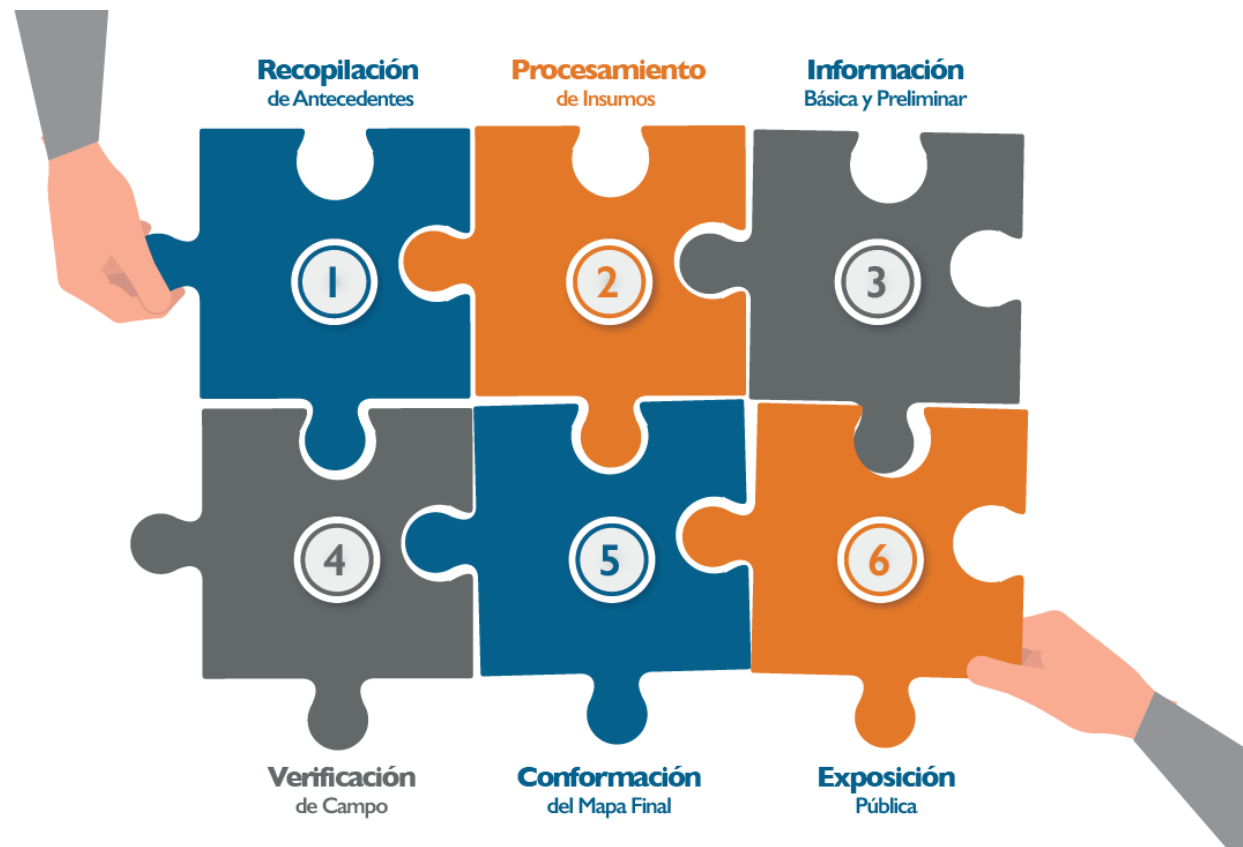 Recopilación
de Antecedentes
Procesamiento
de Insumos
Información
Básica y Preliminar
1
2
3
4
5
6
Verificación
de Campo
Conformación
del Mapa Final
Exposición
Pública